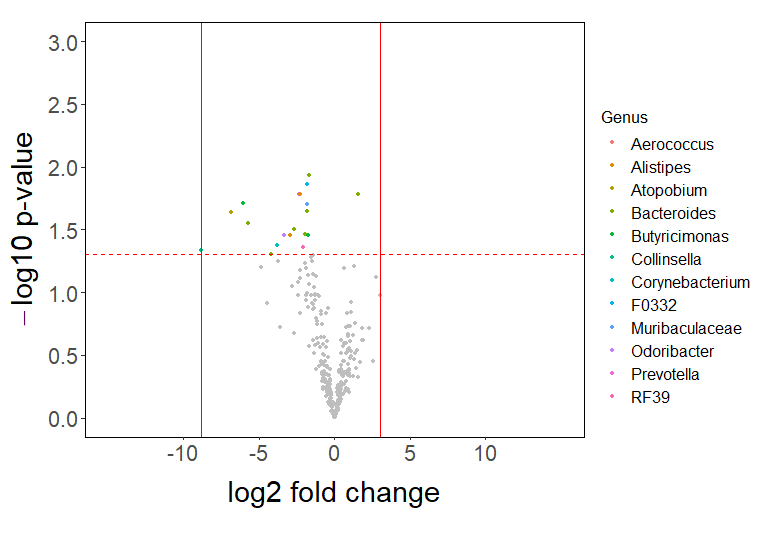 3.0
2.5
2.0
1.5
1.0
0.5
0.0
−log10 p-value
-10 -5 0 5 10
log2 fold change
Genus
Aerococcus
Alistipes
Atopobium
Bacteroides
Butyricimonas
Collinsella
Corynebacterium
F0332
Muribaculaceae
Odoribacter
Prevotella
RF39